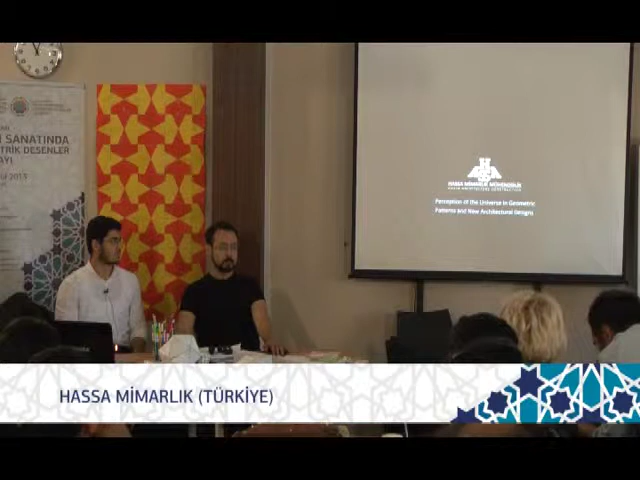 İ SANATINDA
TRİK DESENLER
AYI
HASSA MİMARLIK MÜHENDİSLİK
Perception of the Universe in Geometric
Patterns and New Architectural Designs
HASSA MİMARLIK (TÜRKİYE)